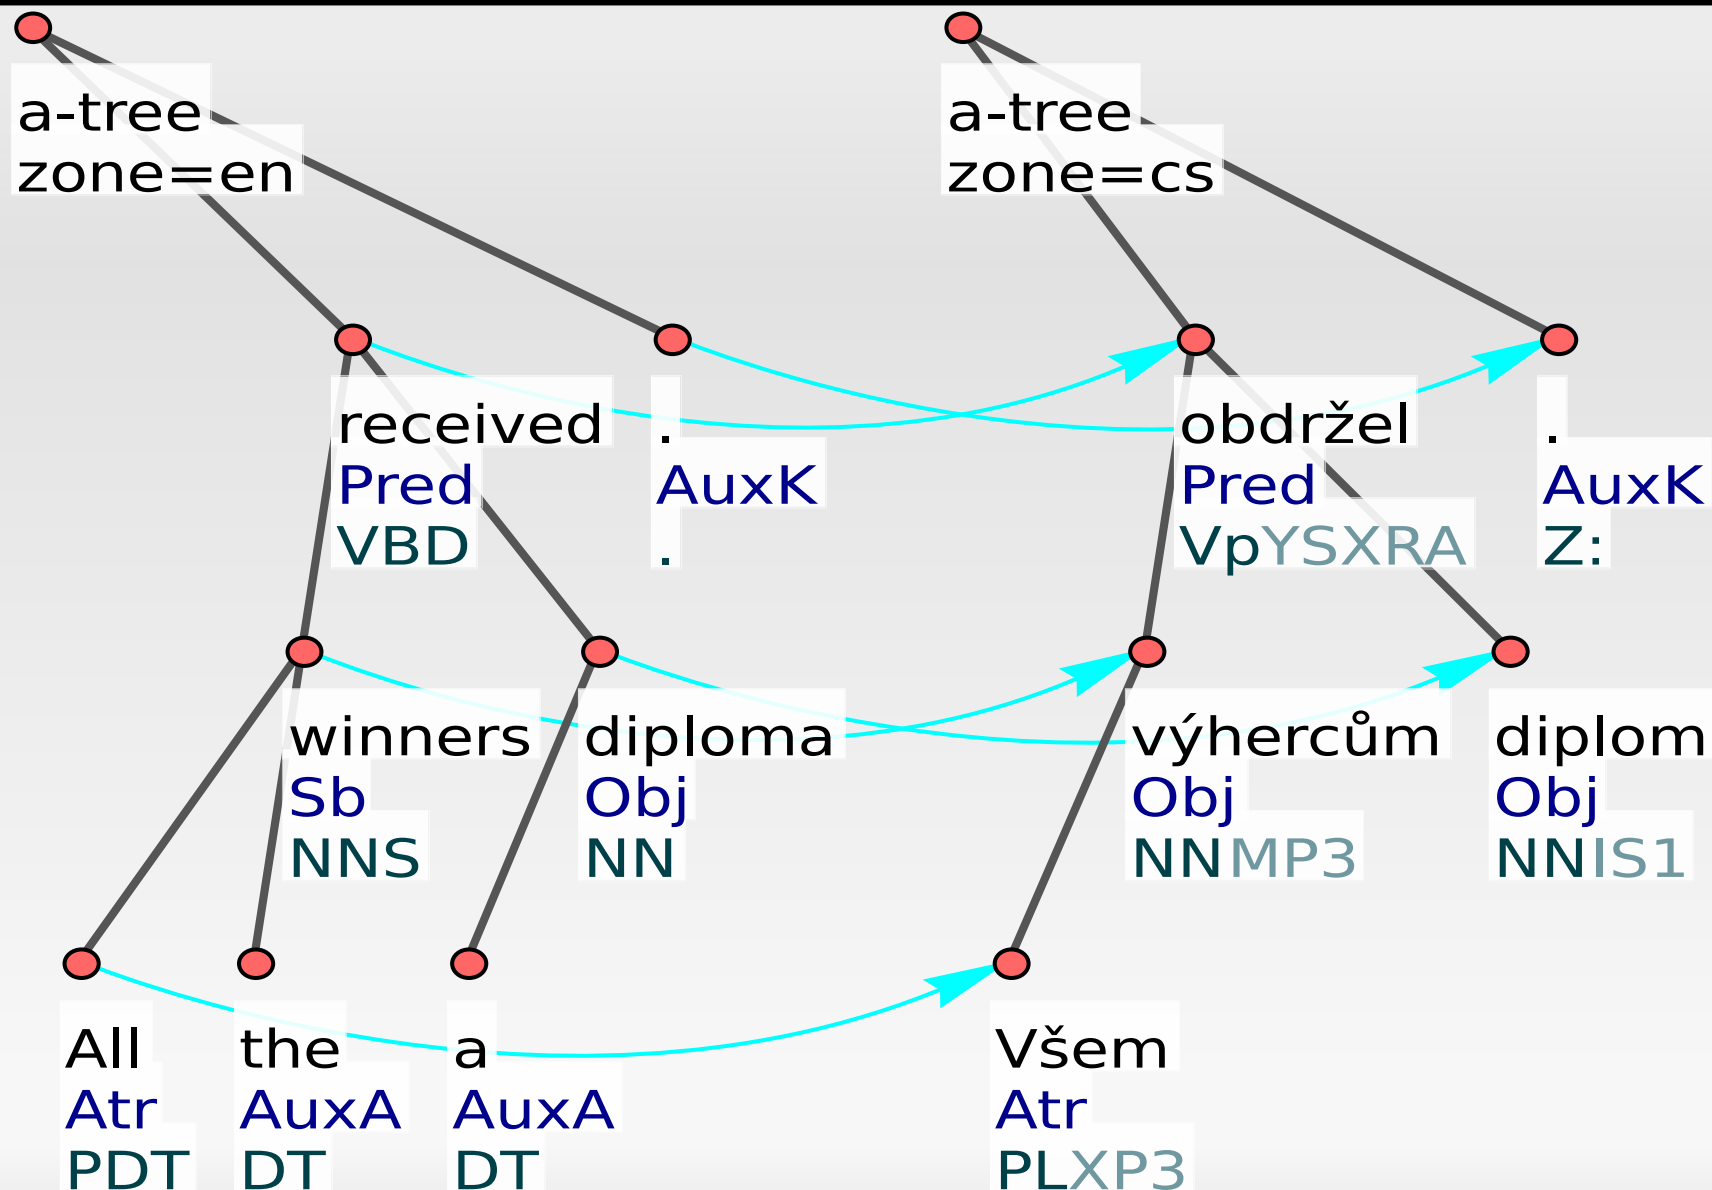 a-tree
zone=en
a-tree
zone=cs
received
Pred
VBD
.
AuxK
.
obdržel
Pred
VpYSXRA
.
AuxK
Z:
winners
Sb
NNS
diploma
Obj
NN
výhercům
Obj
NNMP3
diplom
Obj
NNIS1
All
Atr
PDT
the
AuxA
DT
a
AuxA
DT
Všem
Atr
PLXP3